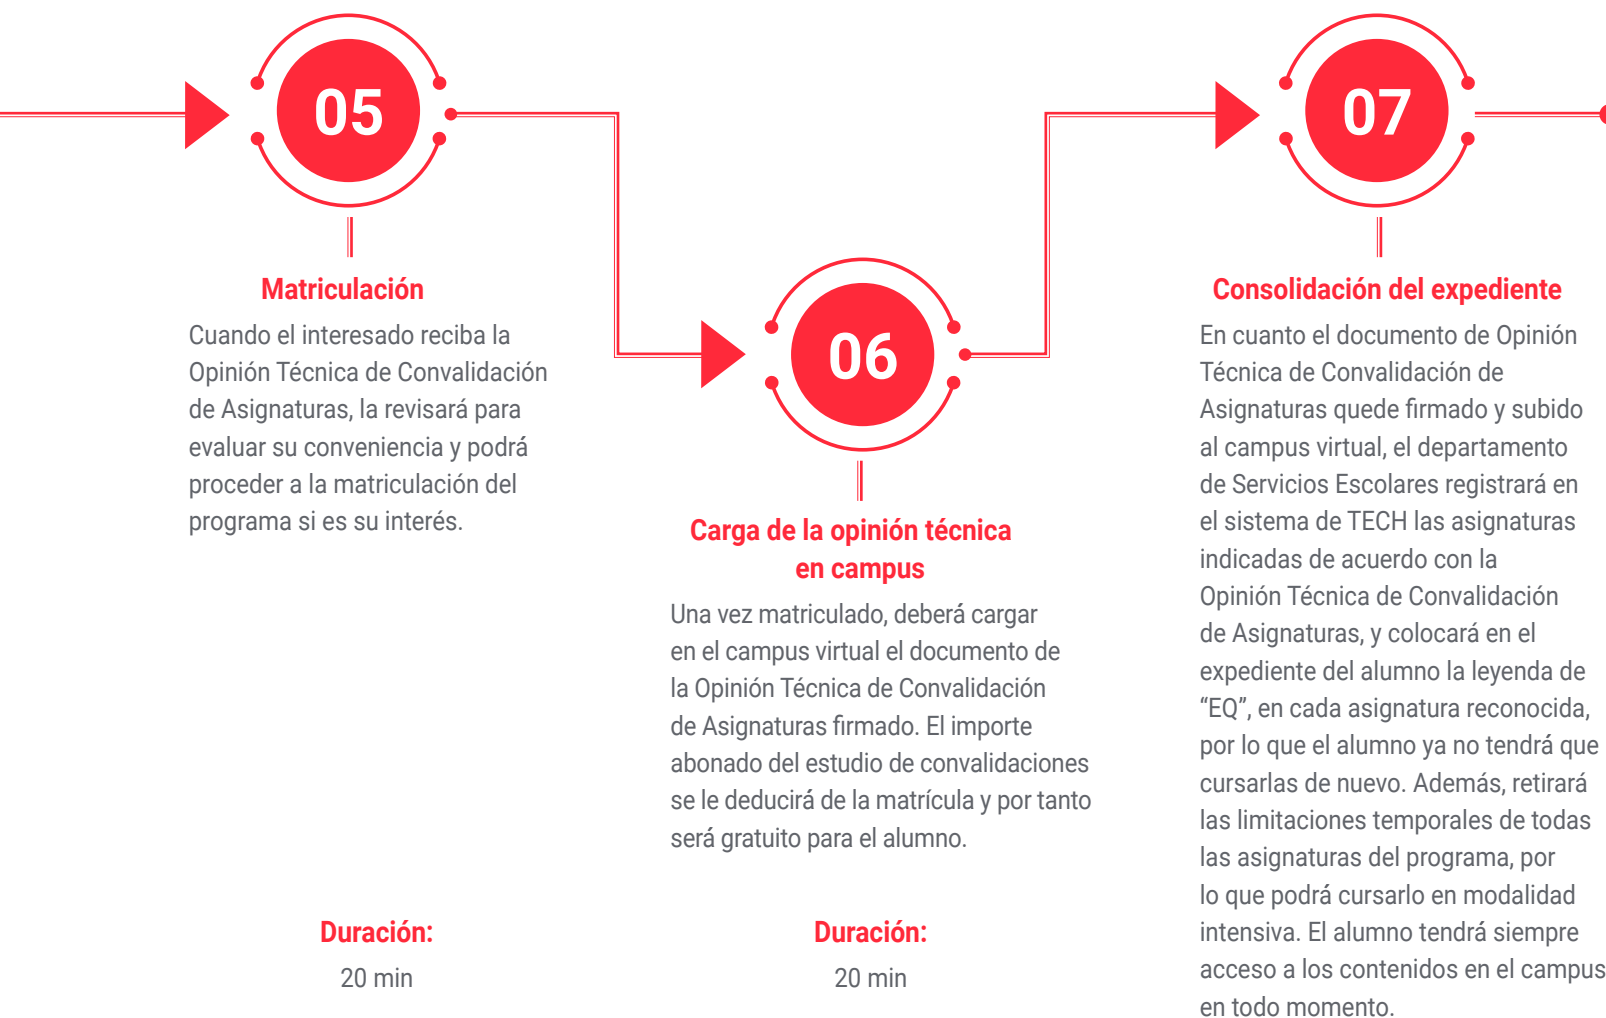 05
Matriculación
Cuando el interesado reciba la
Opinión Técnica de Convalidación
de Asignaturas, la revisará para
evaluar su conveniencia y podrá
proceder a la matriculación del
programa si es su interés.
Duración:
20 min
06
Carga de la opinión técnica
en campus
Una vez matriculado, deberá cargar
en el campus virtual el documento de
la Opinión Técnica de Convalidación
de Asignaturas firmado. El importe
abonado del estudio de convalidaciones
se le deducirá de la matrícula y por tanto
será gratuito para el alumno.
Duración:
20 min
07
Consolidación del expediente
En cuanto el documento de Opinión
Técnica de Convalidación de
Asignaturas quede firmado y subido
al campus virtual, el departamento
de Servicios Escolares registrará en
el sistema de TECH las asignaturas
indicadas de acuerdo con la
Opinión Técnica de Convalidación
de Asignaturas, y colocará en el
expediente del alumno la leyenda de
“EQ”, en cada asignatura reconocida,
por lo que el alumno ya no tendrá que
cursarlas de nuevo. Además, retirará
las limitaciones temporales de todas
las asignaturas del programa, por
lo que podrá cursarlo en modalidad
intensiva. El alumno tendrá siempre
acceso a los contenidos en el campus
en todo momento.